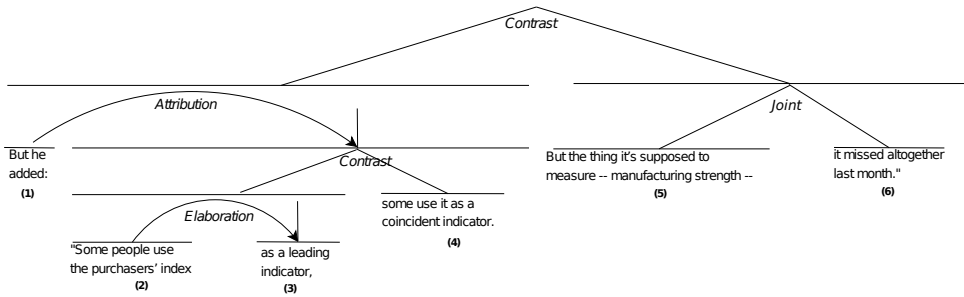 Contrast
Attribution
Joint
But he
added:
(1)
Contrast
But the thing it's supposed to
measure -- manufacturing strength --
(5)
it missed altogether
last month."
(6)
Elaboration
some use it as a
coincident indicator.
(4)
"Some people use
the purchasers' index
(2)
as a leading
indicator,
(3)